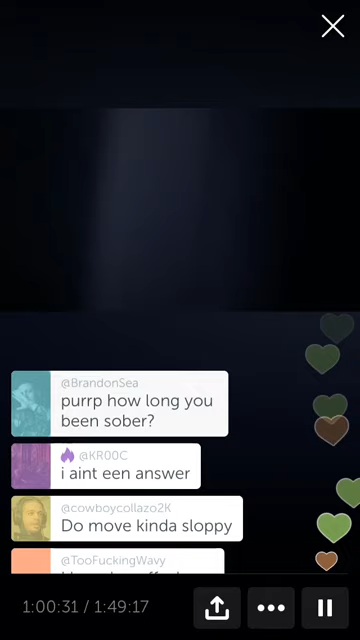 @BrandonSea
purrp how long you
been sober?
@KR00C
i aint een answer
@cowboycollazo2K
Do move kinda sloppy
@TooFuckingWavy
1:00:31 / 1:49:17